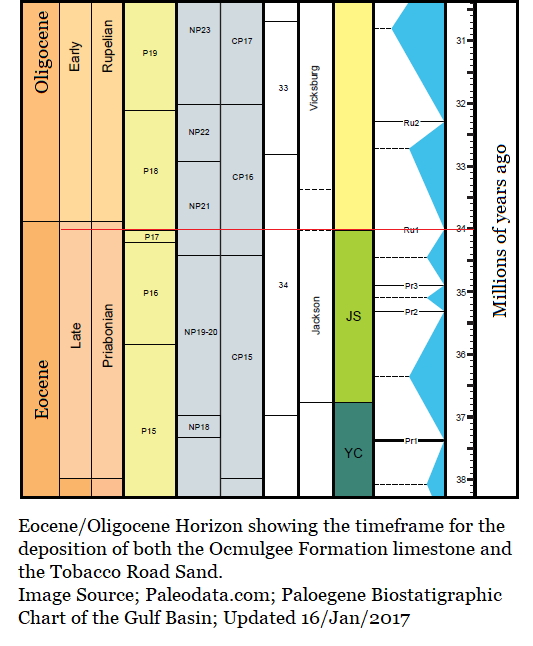 Oligocene
Early
Rupelian
P19
NP23
CP17
33
Vicksburg
31
32
Ru2
NP22
P18
CP16
33
NP21
Millions of years ago
P17
Ru1
34
P16
34
Pr3
35
Jackson
JS
Pr2
Late
Priabonian
NP19-20
CP15
36
Eocene
P15
NP18
37
Pr1
YC
38
Eocene/Oligocene Horizon showing the timeframe for the
deposition of both the Ocmulgee Formation limestone and
the Tobacco Road Sand.
Image Source; Paleodata.com; Paloegene Biostatigraphic
Chart of the Gulf Basin; Updated 16/Jan/2017